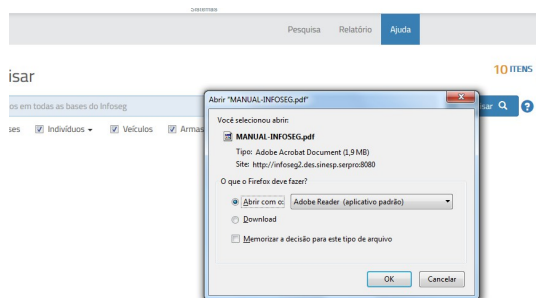 Sistemas
Pesquisa Relatório Ajuda
isar
10 ITENS
os em todas as bases do Infoseg
isar
ses Indivíduos Veículos Armas
Abrir "MANUAL-INFOSEG.pdf"
Você selecionou abrir:
MANUAL-INFOSEG.pdf
Tipo: Adobe Acrobat Document (1,9 MB)
Site: http://infoseg2.des.sinesp.serpro:8080
O que o Firefox deve fazer?
Abrir com o: Adobe Reader (aplicativo padrão)
Download
Memorizar a decisão para este tipo de arquivo
OK Cancelar